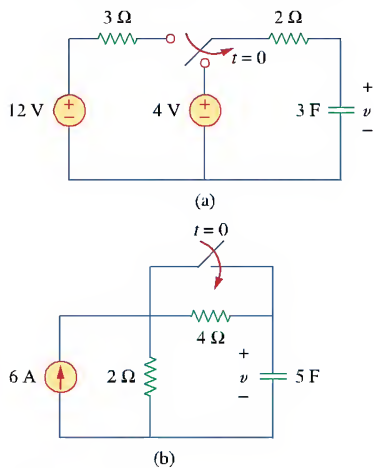 3 Ω 2 Ω
t = 0
12 V + − 4 V + − 3 F + v −
(a)
t = 0
4 Ω
6 A 2 Ω + v − 5 F
(b)